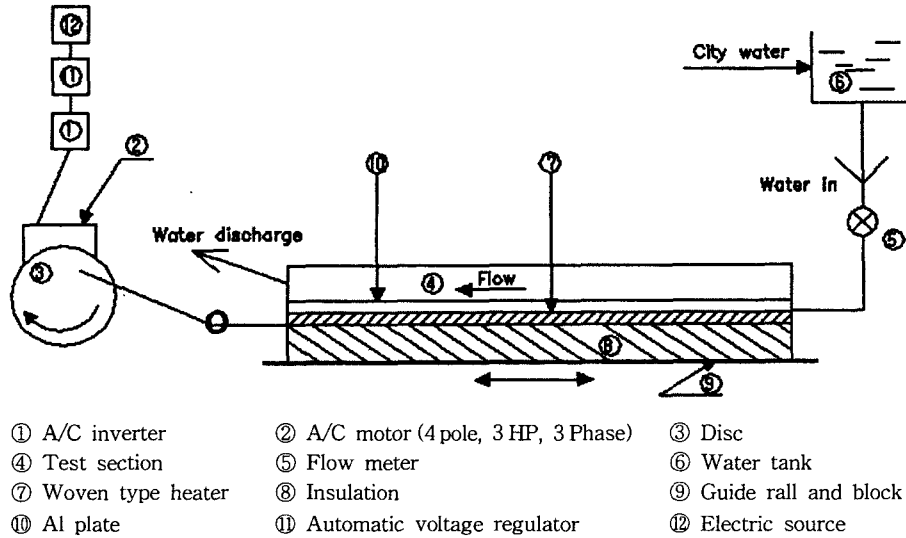 ⑫
⑪
①
②
③
City water
⑥
Water in
⑤
⑩
⑦
Water discharge
④ Flow
⑧
⑨
① A/C inverter ② A/C motor (4 pole, 3 HP, 3 Phase) ③ Disc
④ Test section ⑤ Flow meter ⑥ Water tank
⑦ Woven type heater ⑧ Insulation ⑨ Guide rall and block
⑩ Al plate ⑪ Automatic voltage regulator ⑫ Electric source